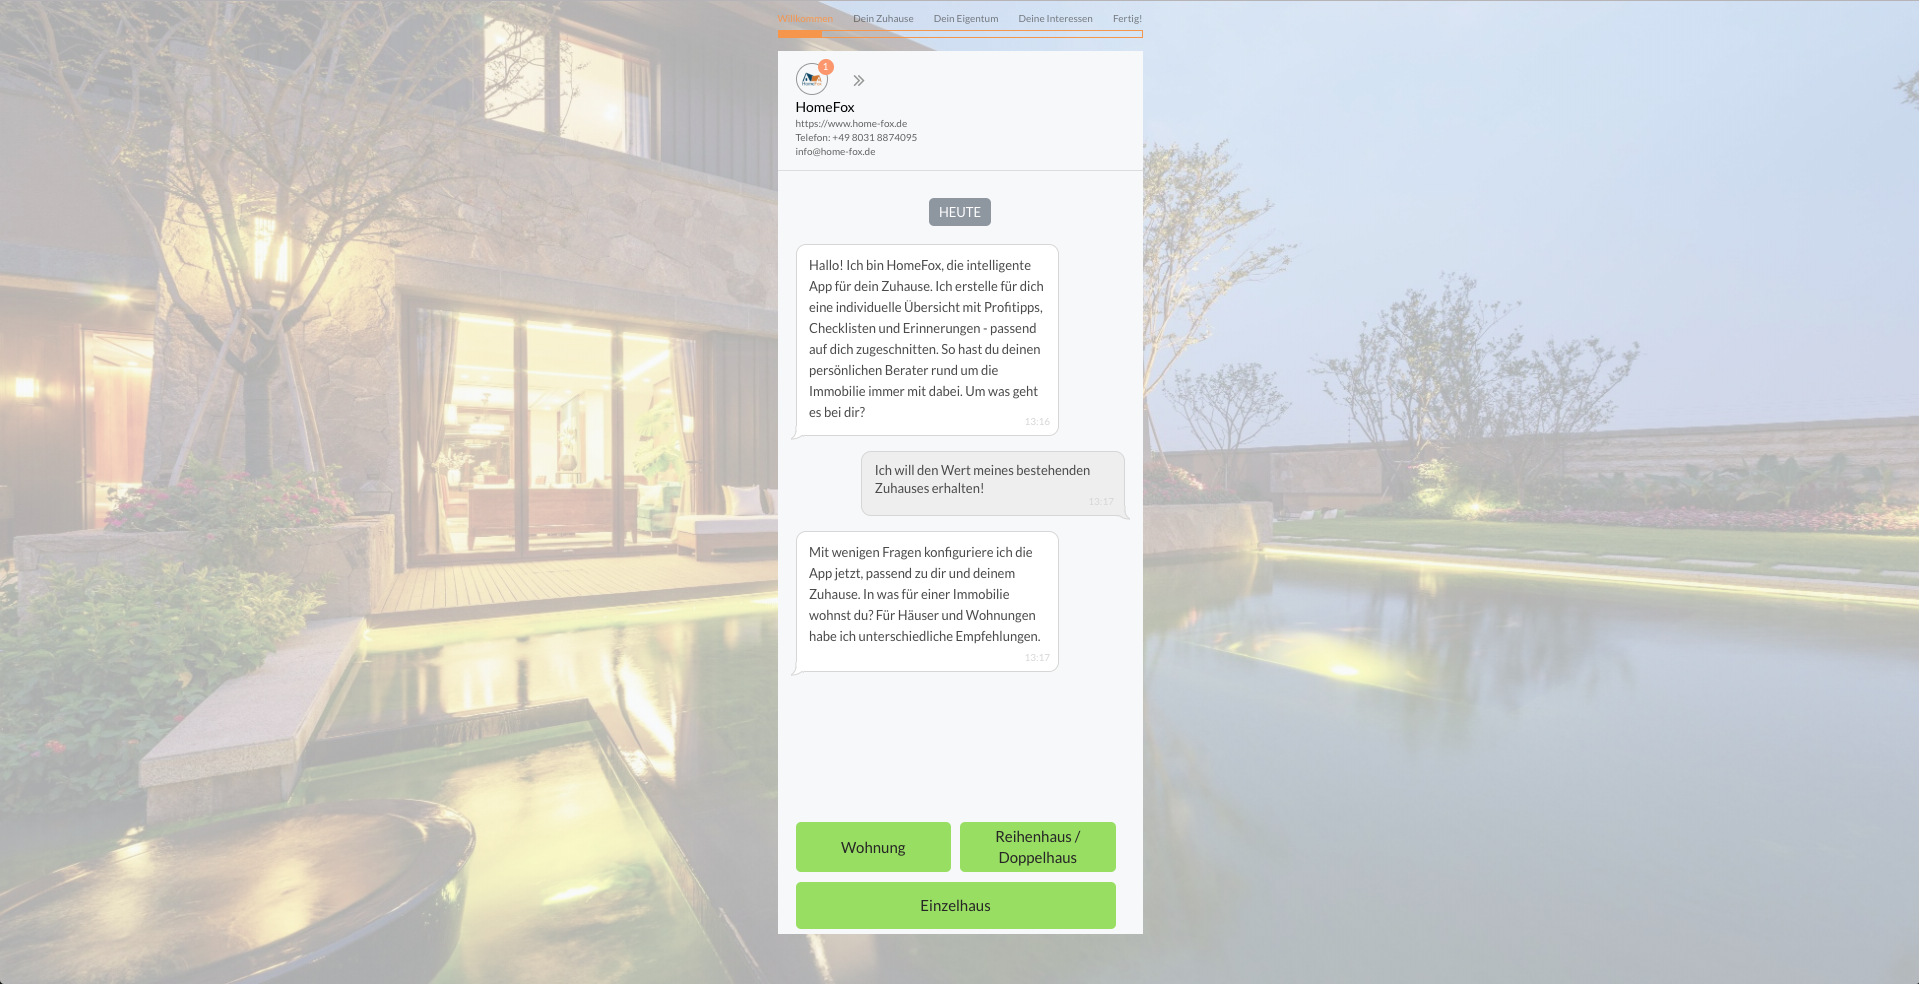 Willkommen Dein Zuhause Dein Eigentum Deine Interessen Fertig!
1
HomeFox
HomeFox
https://www.home-fox.de
Telefon: +49 8031 8874095
info@home-fox.de
HEUTE
Hallo! Ich bin HomeFox, die intelligente
App für dein Zuhause. Ich erstelle für dich
eine individuelle Übersicht mit Profitipps,
Checklisten und Erinnerungen - passend
auf dich zugeschnitten. So hast du deinen
persönlichen Berater rund um die
Immobilie immer mit dabei. Um was geht
es bei dir?
13:16
Ich will den Wert meines bestehenden
Zuhauses erhalten!
13:17
Mit wenigen Fragen konfiguriere ich die
App jetzt, passend zu dir und deinem
Zuhause. In was für einer Immobilie
wohnst du? Für Häuser und Wohnungen
habe ich unterschiedliche Empfehlungen.
13:17
Wohnung
Reihenhaus /
Doppelhaus
Einzelhaus